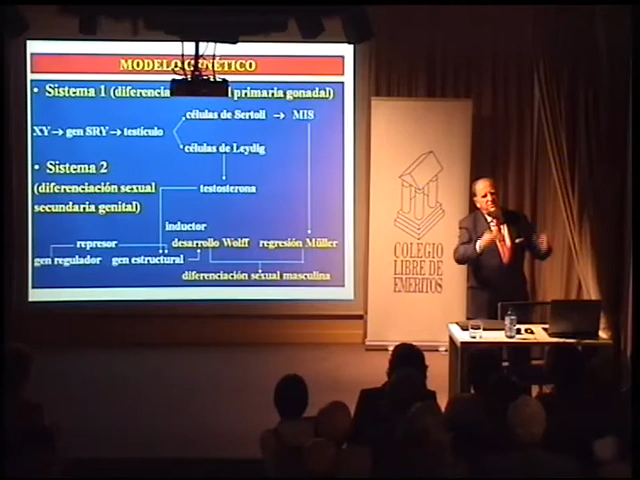 MODELO GENÉTICO
• Sistema 1 (diferencia l primaria gonadal)
células de Sertoli → MIS
XY → gen SRY → testículo
células de Leydig
• Sistema 2
(diferenciación sexual
testosterona
secundaria genital)
inductor
represor
desarrollo Wolff
regresión Müller
gen regulador
gen estructural
diferenciación sexual masculina
COLEGIO
LIBRE DE
EMERITOS